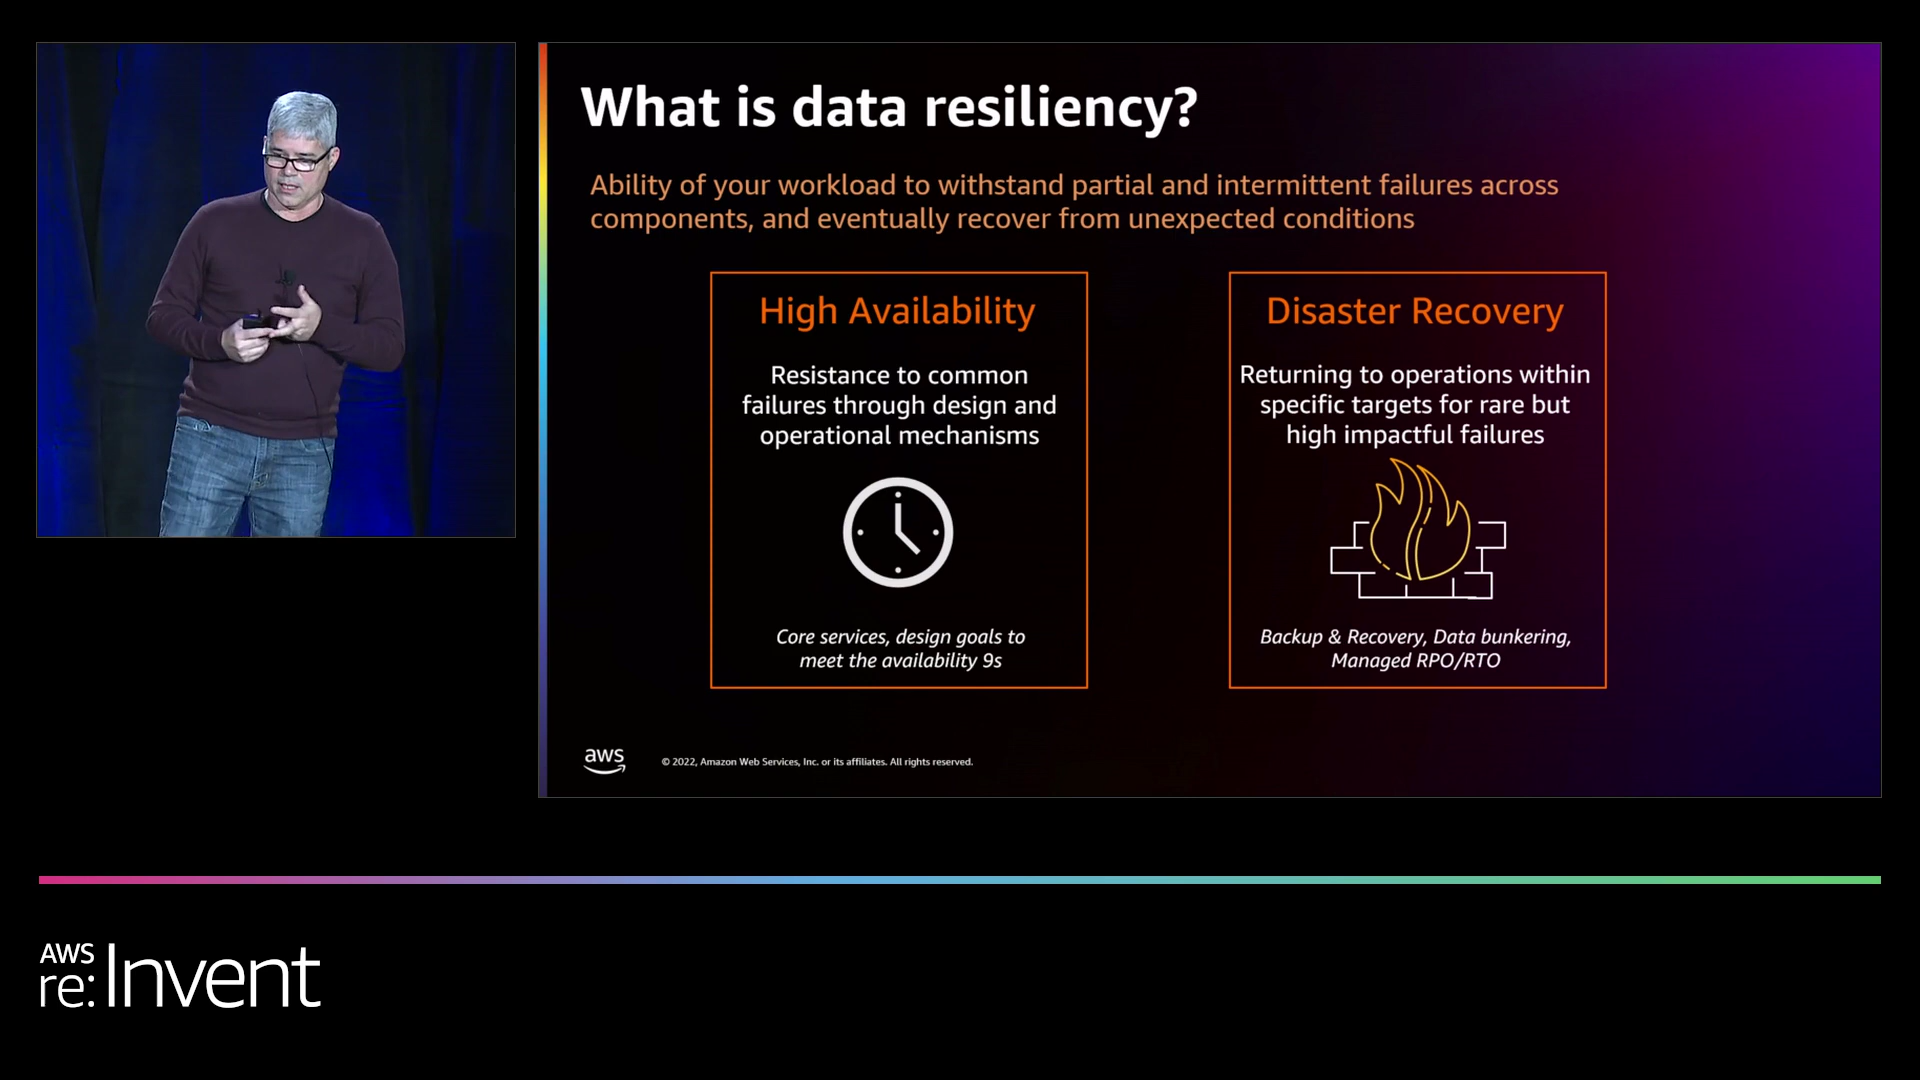 What is data resiliency?
Ability of your workload to withstand partial and intermittent failures across
components, and eventually recover from unexpected conditions
High Availability
Resistance to common
failures through design and
operational mechanisms
Core services, design goals to
meet the availability 9s
Disaster Recovery
Returning to operations within
specific targets for rare but
high impactful failures
Backup & Recovery, Data bunkering,
Managed RPO/RTO
aws
© 2022, Amazon Web Services, Inc. or its affiliates. All rights reserved.
AWS
re:Invent